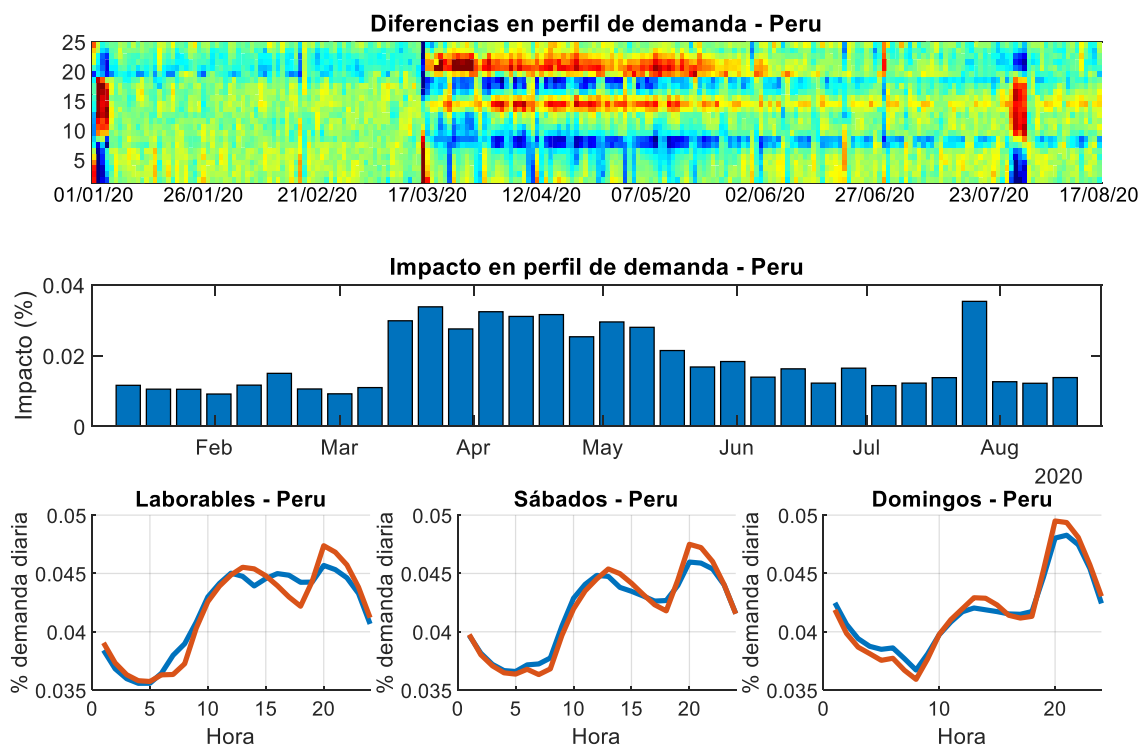 Diferencias en perfil de demanda - Peru
25
20
15
10
5
01/01/20 26/01/20 21/02/20 17/03/20 12/04/20 07/05/20 02/06/20 27/06/20 23/07/20 17/08/20
Impacto en perfil de demanda - Peru
Impacto (%)
0.04
0.02
0
Feb Mar Apr May Jun Jul Aug
2020
Laborables - Peru
% demanda diaria
0.05
0.045
0.04
0.035
0 5 10 15 20
Hora
Sábados - Peru
% demanda diaria
0.05
0.045
0.04
0.035
0 5 10 15 20
Hora
Domingos - Peru
% demanda diaria
0.05
0.045
0.04
0.035
0 10 20
Hora